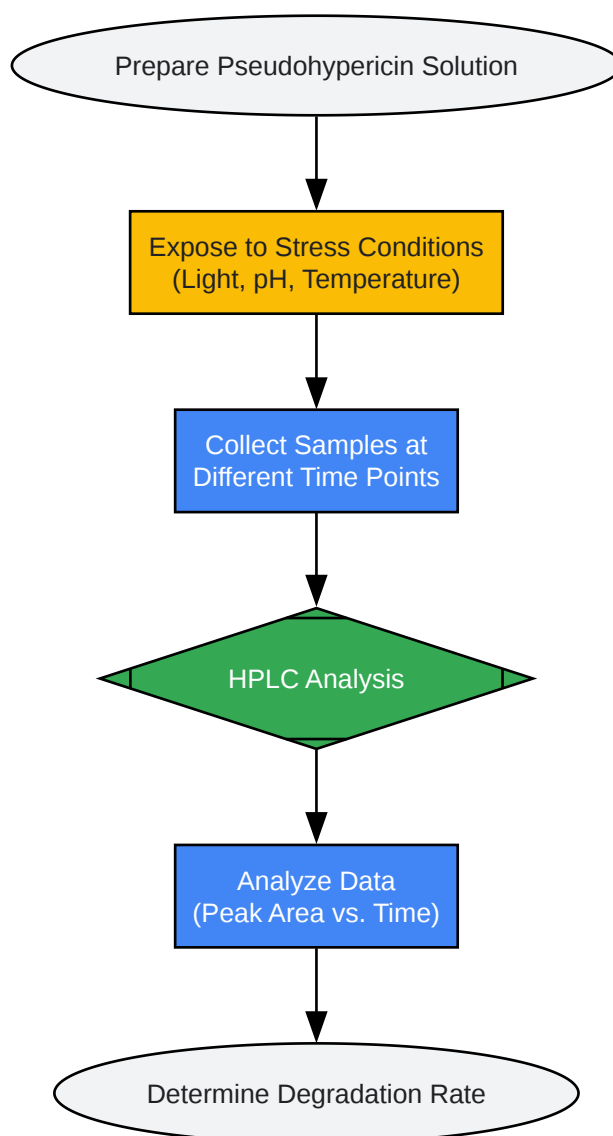 Prepare Pseudohypericin Solution
Expose to Stress Conditions
(Light, pH, Temperature)
Collect Samples at
Different Time Points
HPLC Analysis
Analyze Data
(Peak Area vs. Time)
Determine Degradation Rate